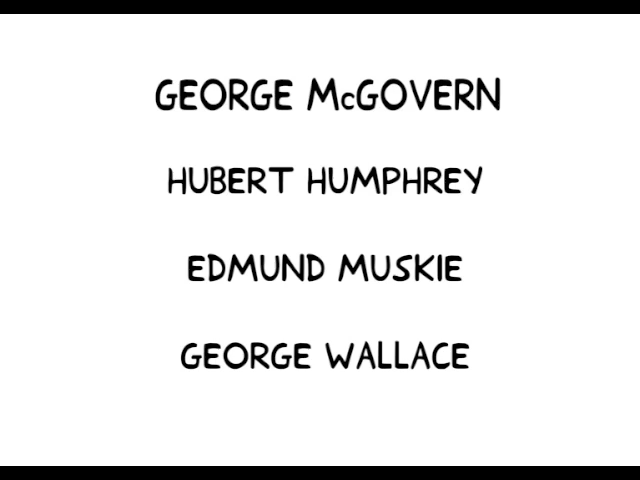 GEORGE McGOVERN
HUBERT HUMPHREY
EDMUND MUSKIE
GEORGE WALLACE